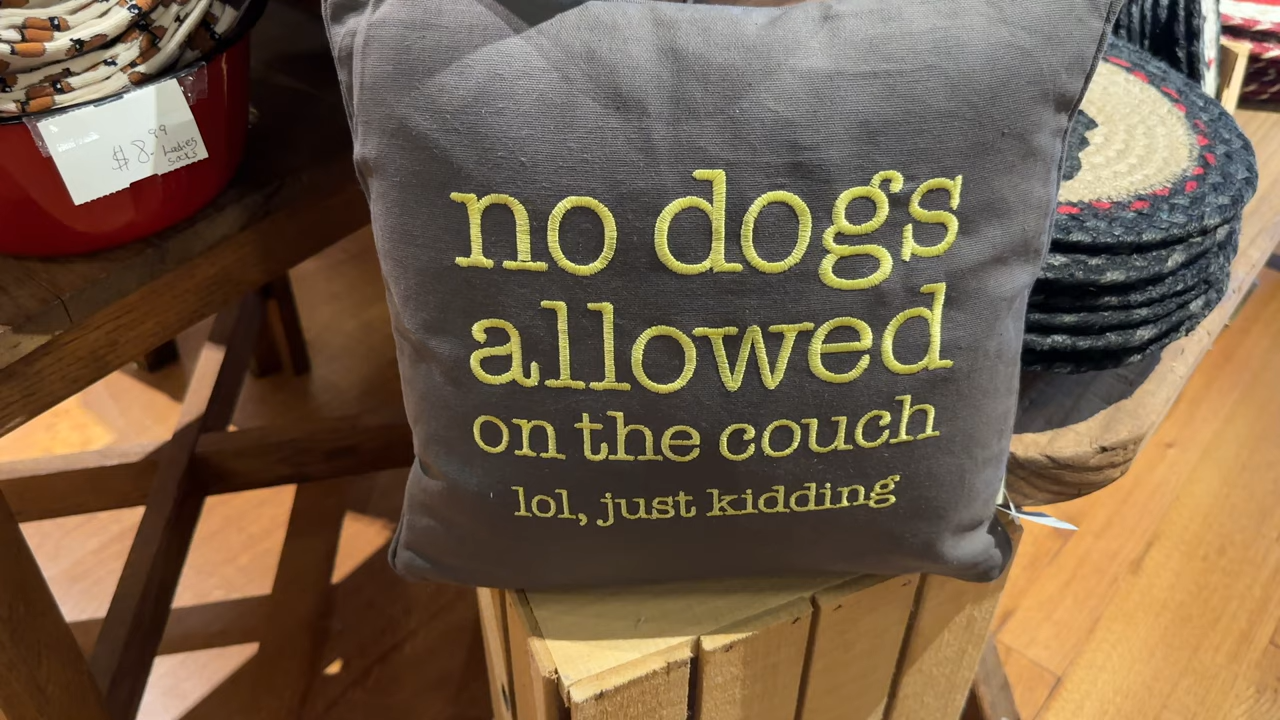 $8.99
Ladies
socks
no dogs
allowed
on the couch
lol, just kidding